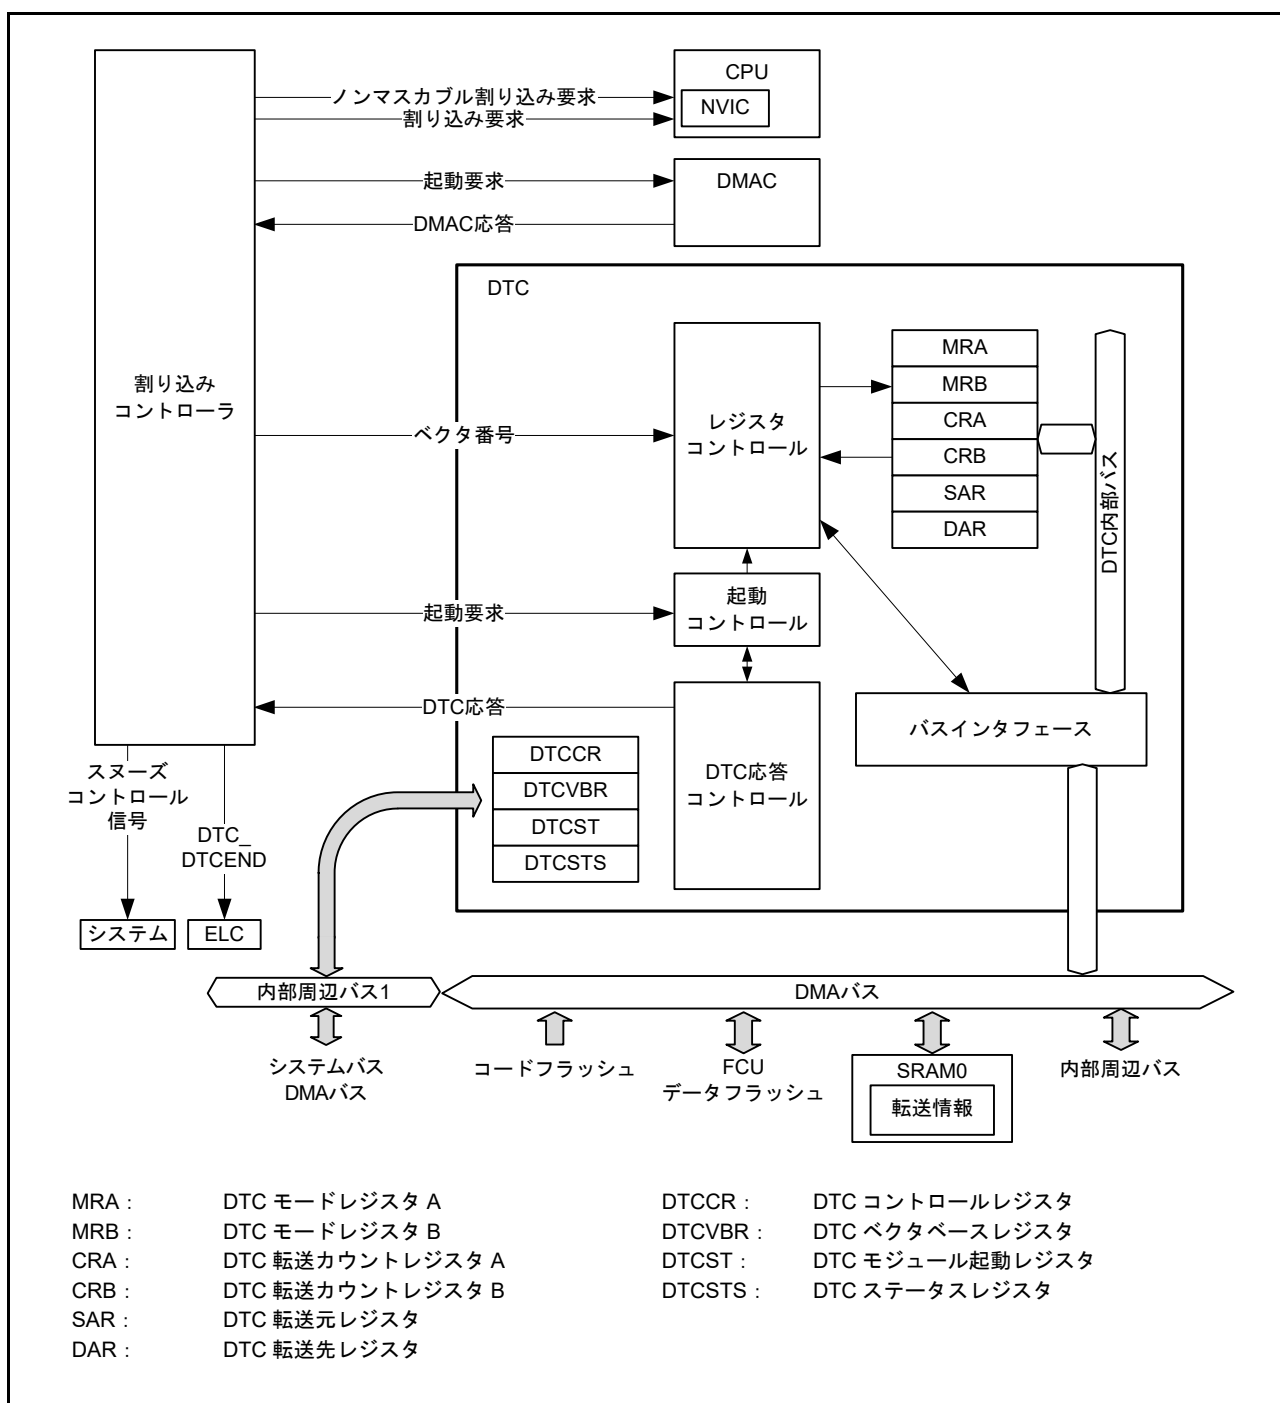 CPU
NVIC
ノンマスカブル割り込み要求
割り込み要求
起動要求
DMAC
DMAC応答
DTC
割り込み
コントローラ
ベクタ番号
レジスタ
コントロール
MRA
MRB
CRA
CRB
SAR
DAR
DTC内部バス
起動要求
起動
コントロール
DTC応答
バスインタフェース
DTCCR
DTCVBR
DTCST
DTCSTS
DTC応答
コントロール
スヌーズ
コントロール
信号
DTC_
DTCEND
システム
ELC
内部周辺バス1
DMAバス
システムバス
DMAバス
コードフラッシュ
FCU
データフラッシュ
SRAM0
転送情報
内部周辺バス
MRA： DTC モードレジスタ A
MRB： DTC モードレジスタ B
CRA： DTC 転送カウントレジスタ A
CRB： DTC 転送カウントレジスタ B
SAR： DTC 転送元レジスタ
DAR： DTC 転送先レジスタ
DTCCR： DTC コントロールレジスタ
DTCVBR： DTC ベクタベースレジスタ
DTCST： DTC モジュール起動レジスタ
DTCSTS： DTC ステータスレジスタ